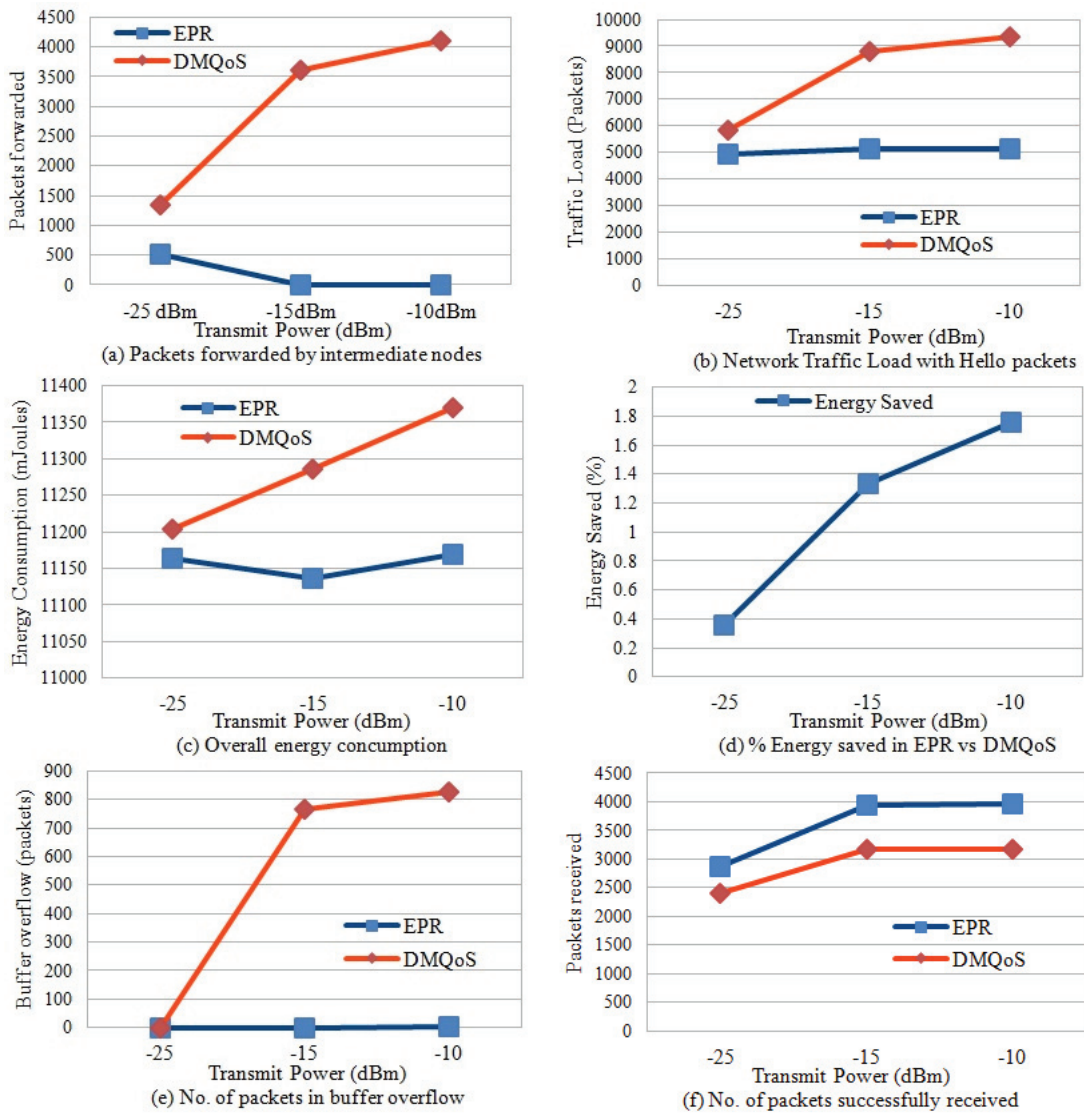 4500
4000
3500
3000
2500
2000
1500
1000
500
0
Packets forwarded
EPR
DMQoS
-25 dBm
-15dBm
-10dBm
Transmit Power (dBm)
(a) Packets forwarded by intermediate nodes
10000
9000
8000
7000
6000
5000
4000
3000
2000
1000
0
Traffic Load (Packets)
EPR
DMQoS
-25
-15
-10
Transmit Power (dBm)
(b) Network Traffic Load with Hello packets
11400
11350
11300
11250
11200
11150
11100
11050
11000
Energy Consumption (mJoules)
EPR
DMQoS
-25
-15
-10
Transmit Power (dBm)
(c) Overall energy concumption
2
1.8
1.6
1.4
1.2
1
0.8
0.6
0.4
0.2
0
Energy Saved (%)
Energy Saved
-25
-15
-10
Transmit Power (dBm)
(d) % Energy saved in EPR vs DMQoS
900
800
700
600
500
400
300
200
100
0
Buffer overflow (packets)
EPR
DMQoS
-25
-15
-10
Transmit Power (dBm)
(e) No. of packets in buffer overflow
4500
4000
3500
3000
2500
2000
1500
1000
500
0
Packets received
EPR
DMQoS
-25
-15
-10
Transmit Power (dBm)
(f) No. of packets successfully received